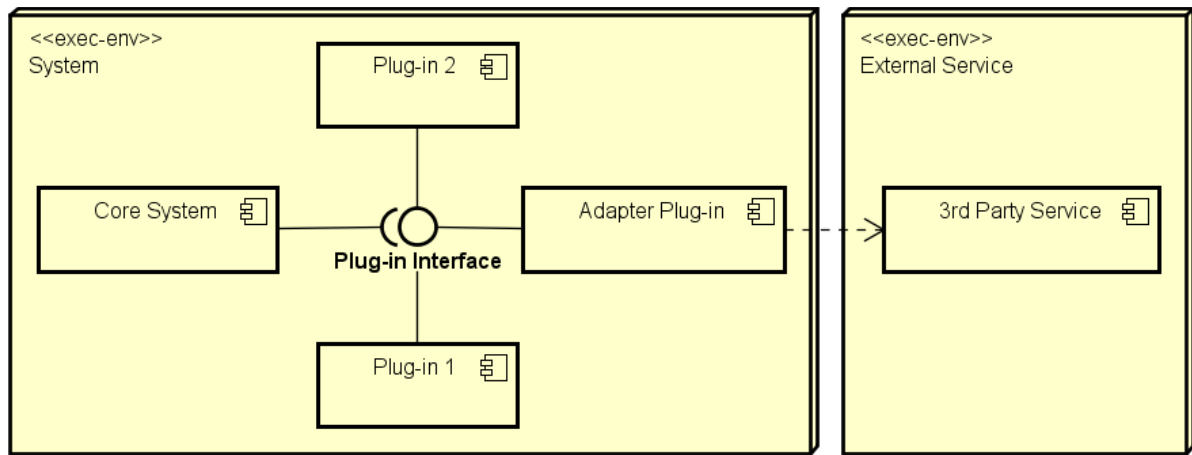 <<exec-env>>
System
Plug-in 2
Core System
Adapter Plug-in
Plug-in Interface
Plug-in 1
<<exec-env>>
External Service
3rd Party Service